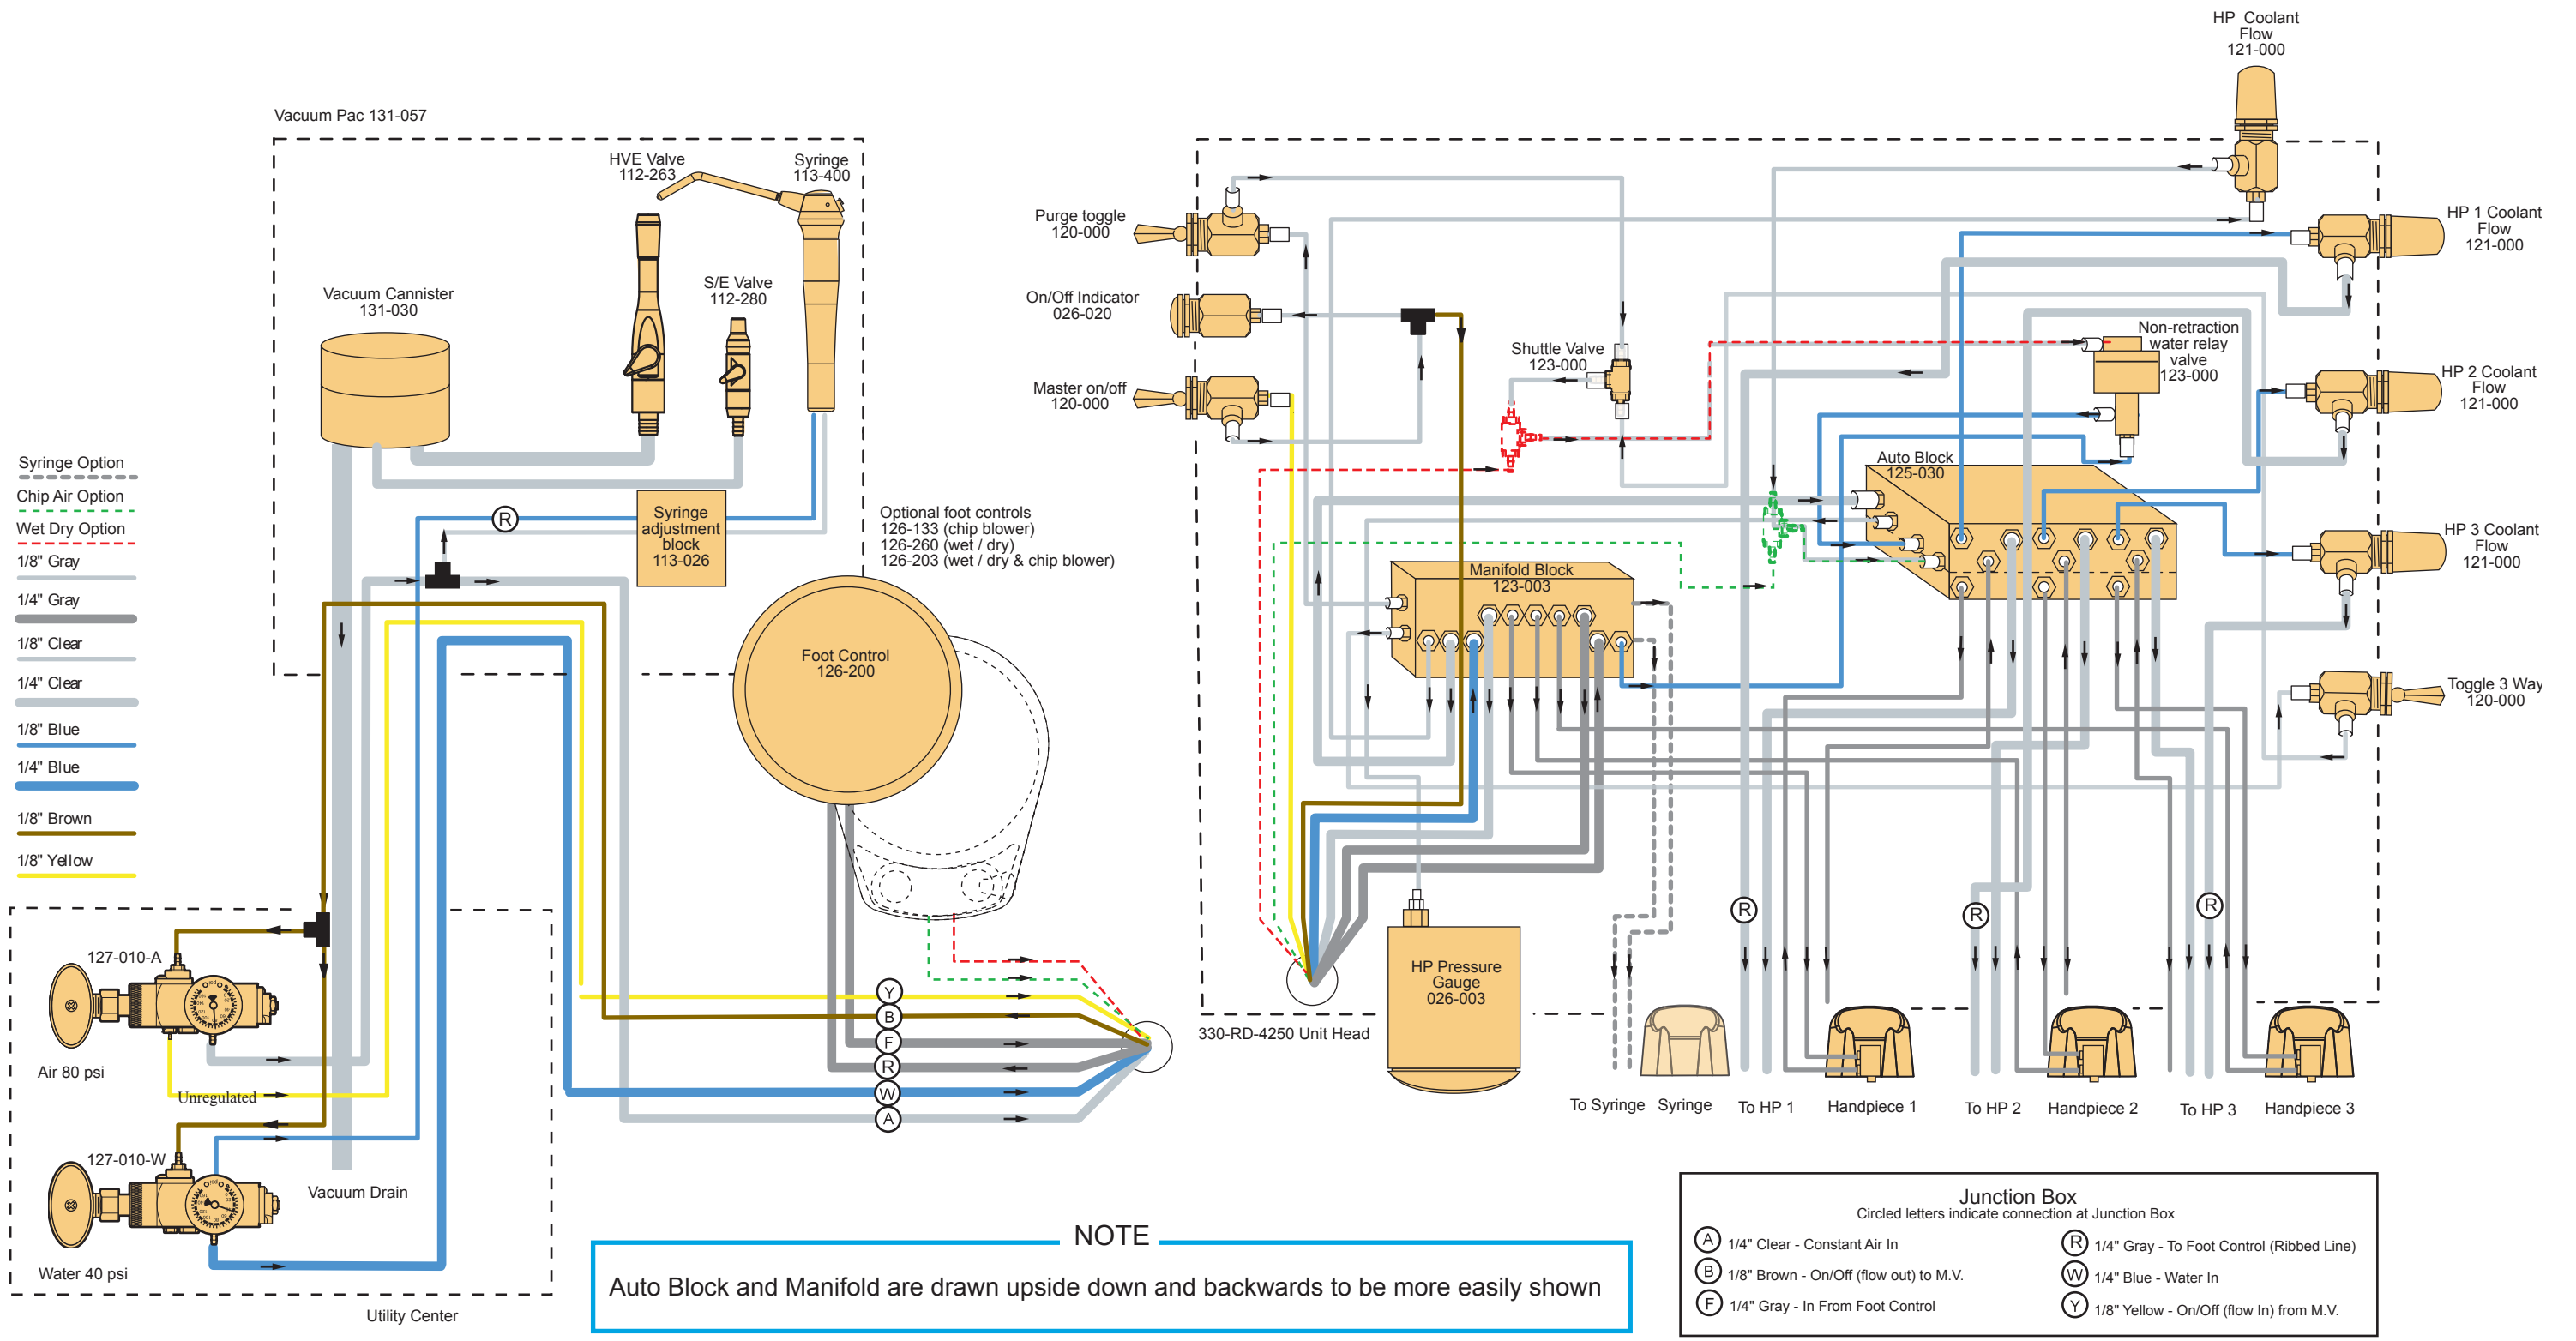 HP  Coolant
Flow
121-000
Vacuum Pac 131-057
HVE Valve
112-263
Syringe
113-400
S/E Valve
112-280
Vacuum Cannister
131-030
Purge toggle
120-000
On/Off Indicator
026-020
Master on/off
120-000
Shuttle Valve
123-000
HP 1 Coolant
Flow
121-000
Non-retraction
water relay
valve
123-000
HP 2 Coolant
Flow
121-000
Auto Block
125-030
HP 3 Coolant
Flow
121-000
Toggle 3 Way
120-000
Syringe Option
Chip Air Option
Wet Dry Option
1/8" Gray
1/4" Gray
1/8" Clear
1/4" Clear
1/8" Blue
1/4" Blue
1/8" Brown
1/8" Yellow
R
Syringe
adjustment
block
113-026
Optional foot controls
126-133 (chip blower)
126-260 (wet / dry)
126-203 (wet / dry & chip blower)
Foot Control
126-200
Manifold Block
123-003
127-010-A
Air 80 psi
Unregulated
127-010-W
Water 40 psi
Vacuum Drain
Utility Center
Y
B
F
R
W
A
330-RD-4250 Unit Head
HP Pressure
Gauge
026-003
R
R
R
To Syringe
Syringe
To HP 1
Handpiece 1
To HP 2
Handpiece 2
To HP 3
Handpiece 3
NOTE
Auto Block and Manifold are drawn upside down and backwards to be more easily shown
Junction Box
Circled letters indicate connection at Junction Box
A 1/4" Clear - Constant Air In
B 1/8" Brown - On/Off (flow out) to M.V.
F 1/4" Gray - In From Foot Control
R 1/4" Gray - To Foot Control (Ribbed Line)
W 1/4" Blue - Water In
Y 1/8" Yellow - On/Off (flow In) from M.V.